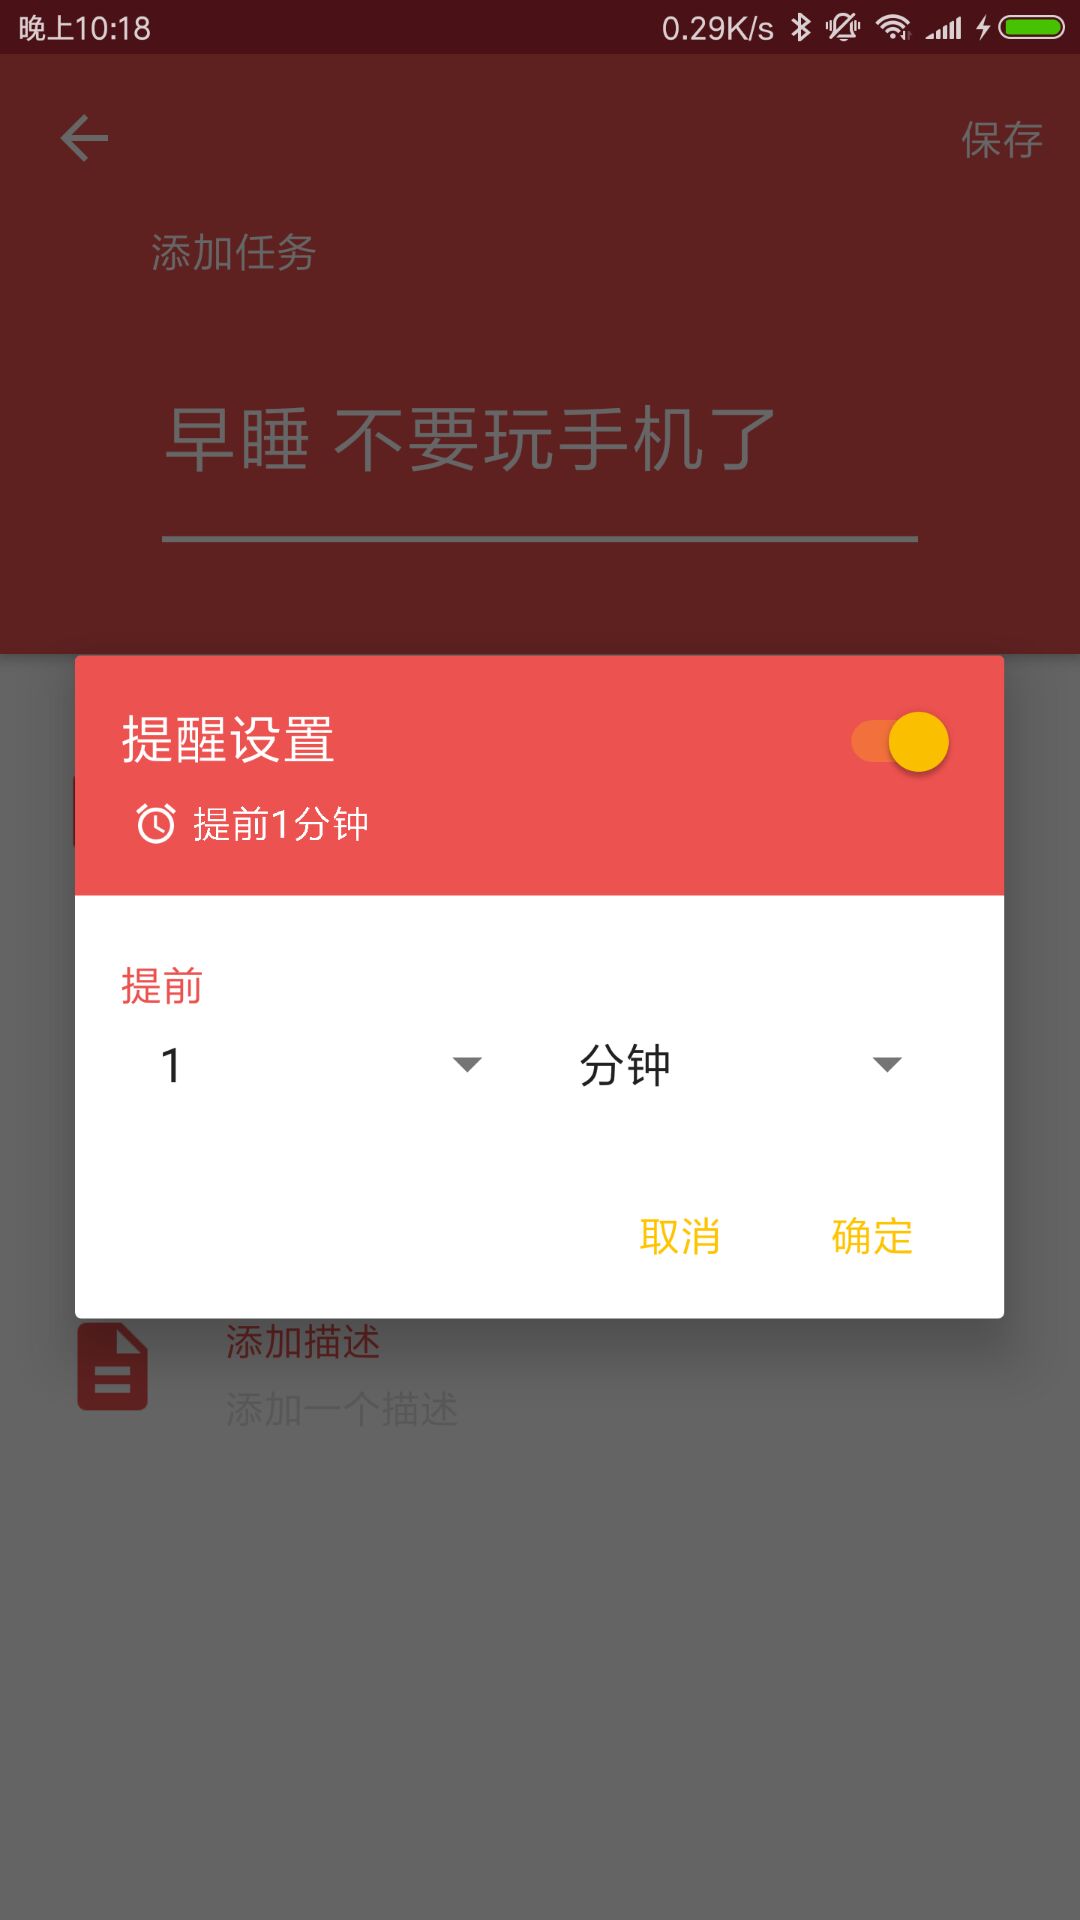 晚上10:18
0.29K/s
保存
添加任务
早睡 不要玩手机了
提醒设置
提前1分钟
提前
1
分钟
取消
确定
添加描述
添加一个描述